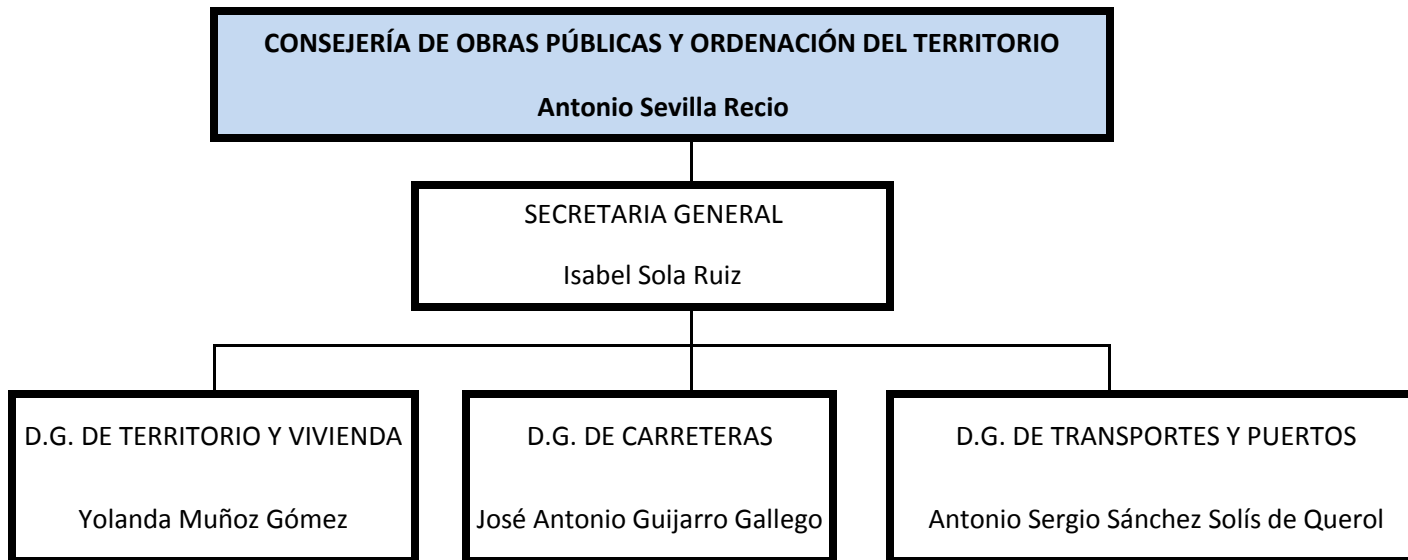 CONSEJERÍA DE OBRAS PÚBLICAS Y ORDENACIÓN DEL TERRITORIO
Antonio Sevilla Recio
SECRETARIA GENERAL
Isabel Sola Ruiz
D.G. DE TERRITORIO Y VIVIENDA
Yolanda Muñoz Gómez
D.G. DE CARRETERAS
José Antonio Guijarro Gallego
D.G. DE TRANSPORTES Y PUERTOS
Antonio Sergio Sánchez Solís de Querol